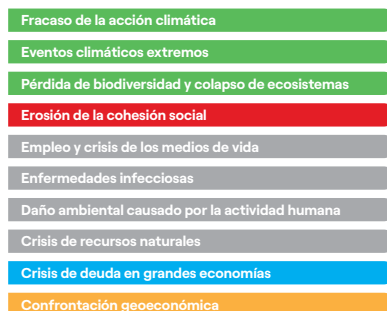 Fracaso de la acción climática
Eventos climáticos extremos
Pérdida de biodiversidad y colapso de ecosistemas
Erosión de la cohesión social
Empleo y crisis de los medios de vida
Enfermedades infecciosas
Daño ambiental causado por la actividad humana
Crisis de recursos naturales
Crisis de deuda en grandes economías
Confrontación geoeconómica